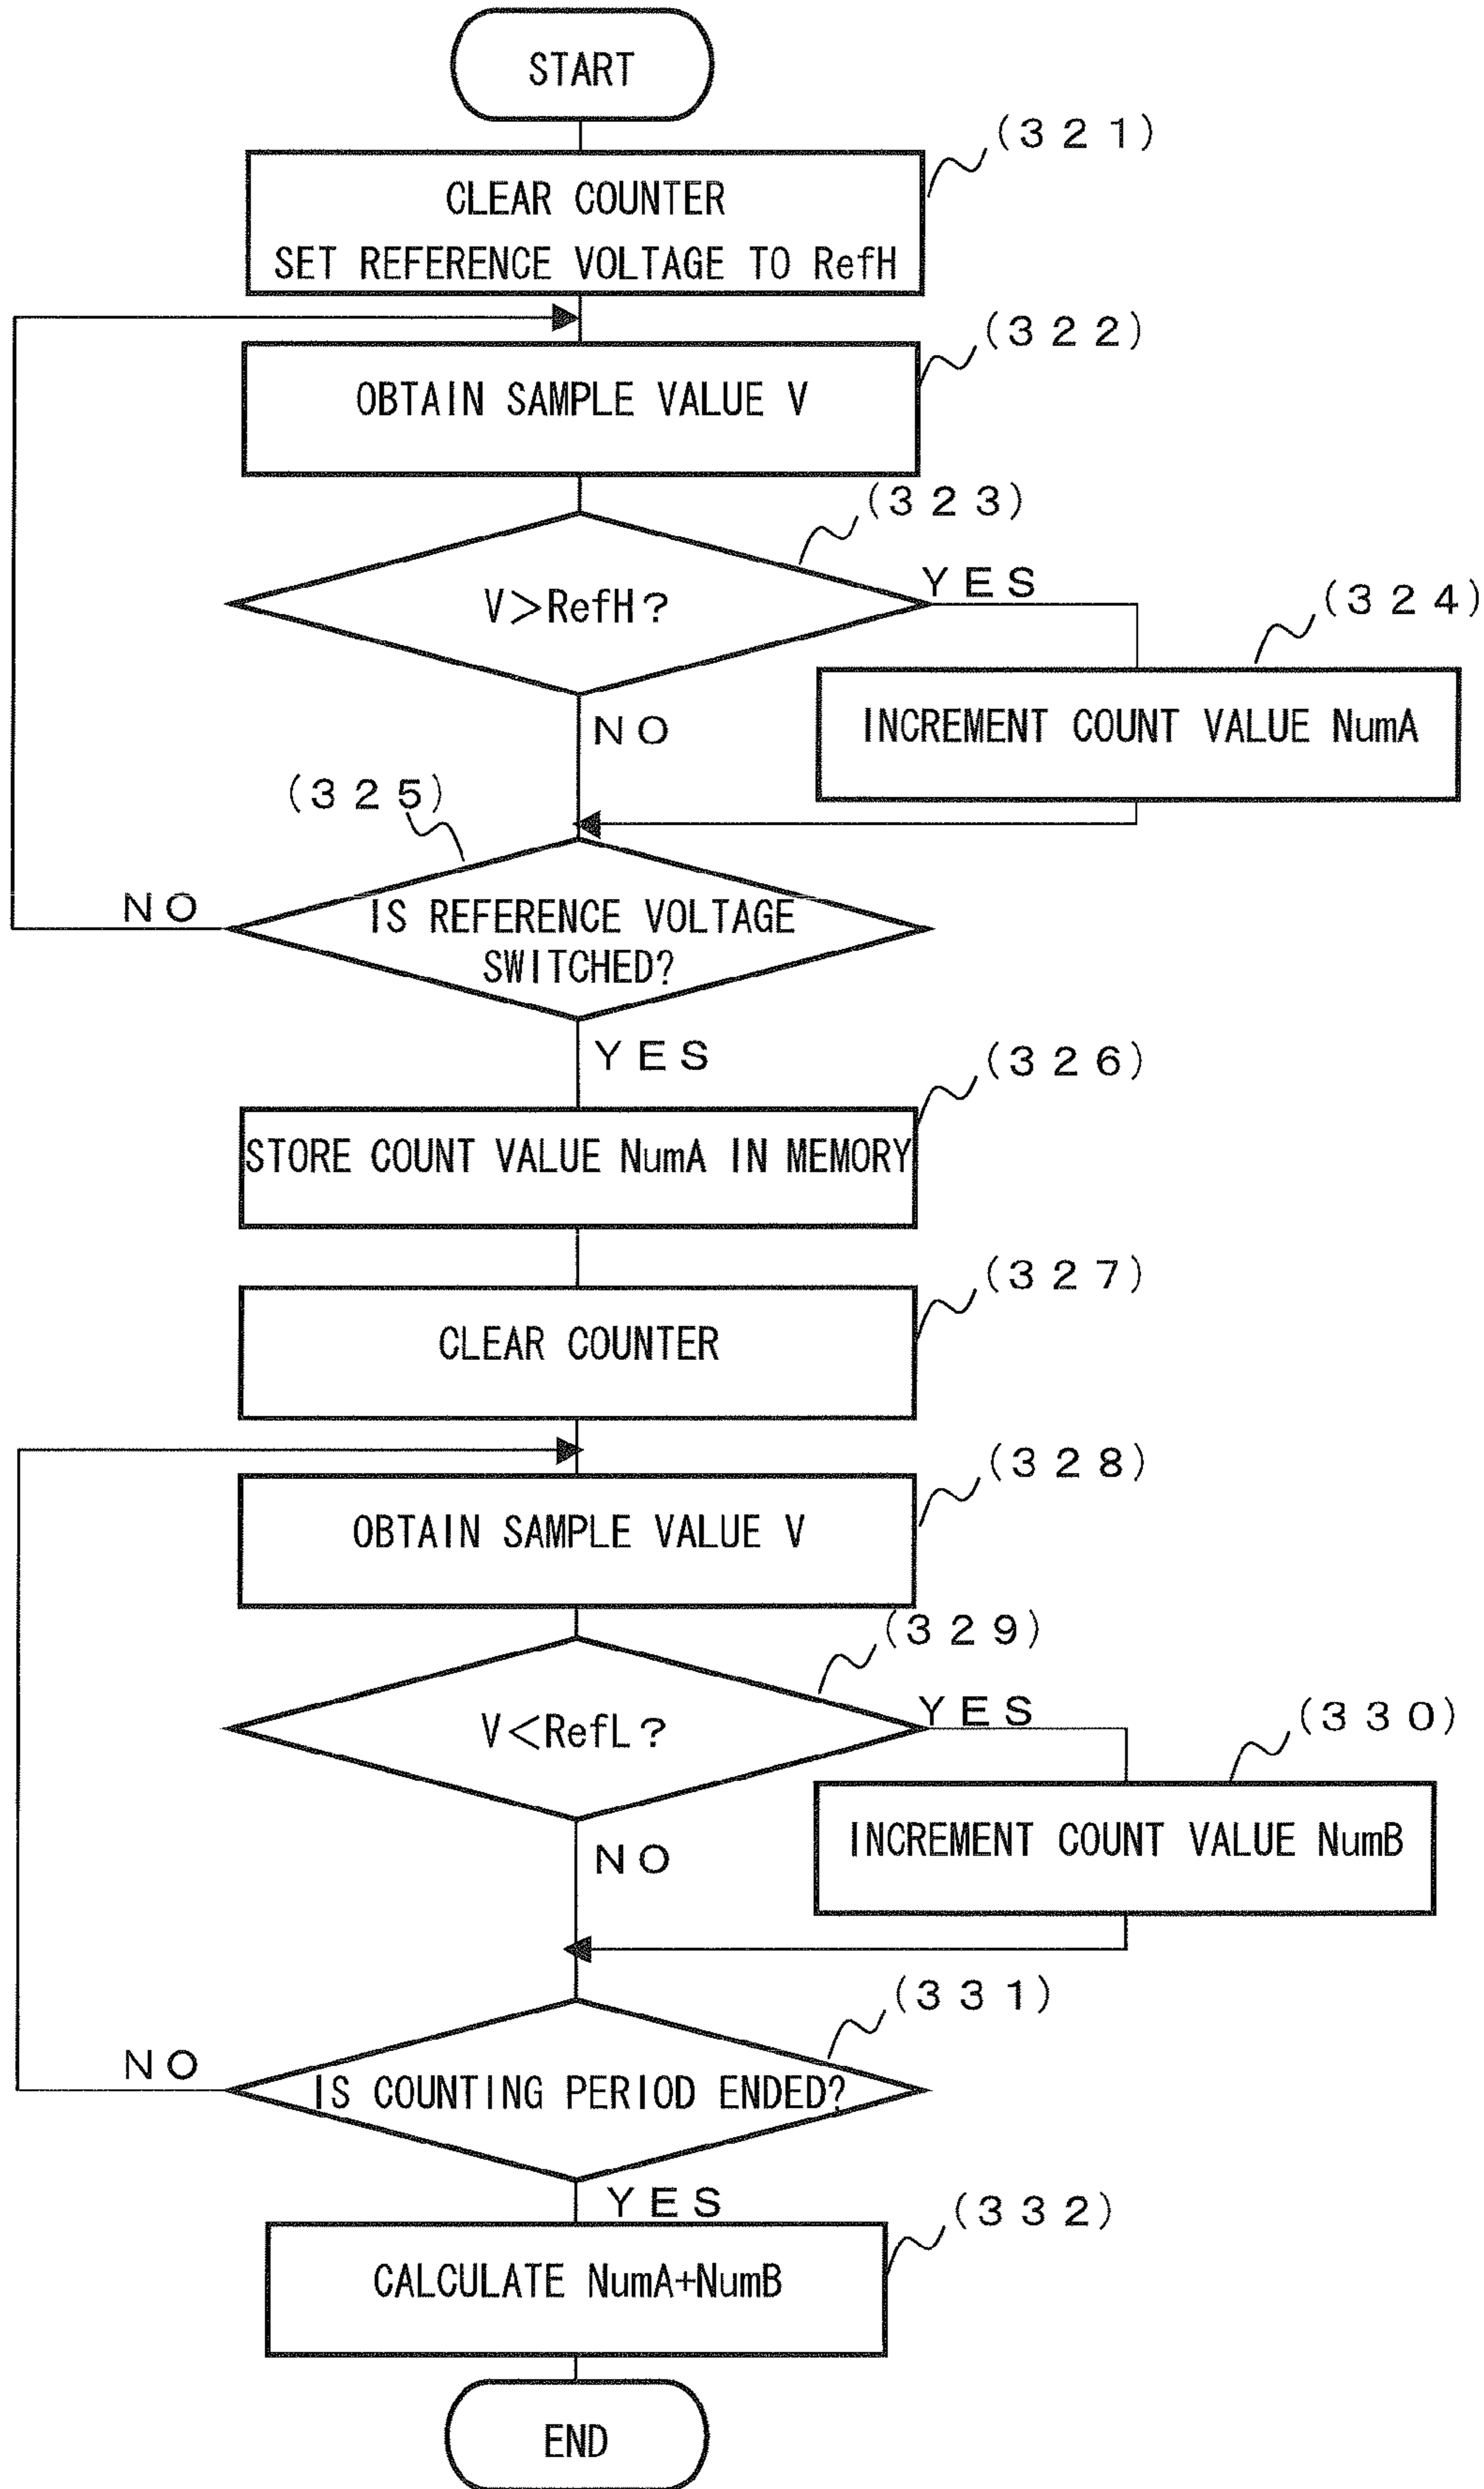 START
(321)
CLEAR COUNTER
SET REFERENCE VOLTAGE TO RefH
(322)
OBTAIN SAMPLE VALUE V
(323)
V>RefH?
YES
(324)
INCREMENT COUNT VALUE NumA
NO
(325)
NO
IS REFERENCE VOLTAGE
SWITCHED?
YES
(326)
STORE COUNT VALUE NumA IN MEMORY
(327)
CLEAR COUNTER
(328)
OBTAIN SAMPLE VALUE V
(329)
V<RefL?
YES
(330)
INCREMENT COUNT VALUE NumB
NO
(331)
NO
IS COUNTING PERIOD ENDED?
YES
(332)
CALCULATE NumA+NumB
END